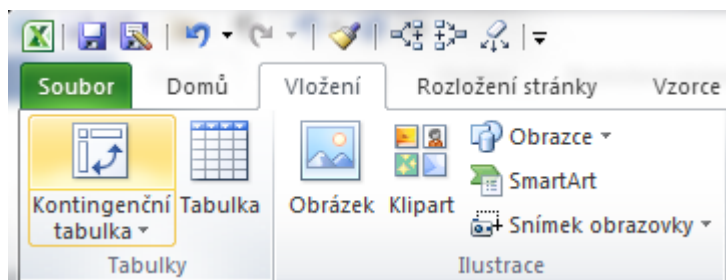 Soubor Domů Vložení Rozložení stránky Vzorce
Obrazce
SmartArt
Kontingenční tabulka Tabulka Obrázek Klipart
Snímek obrazovky
Tabulky Ilustrace